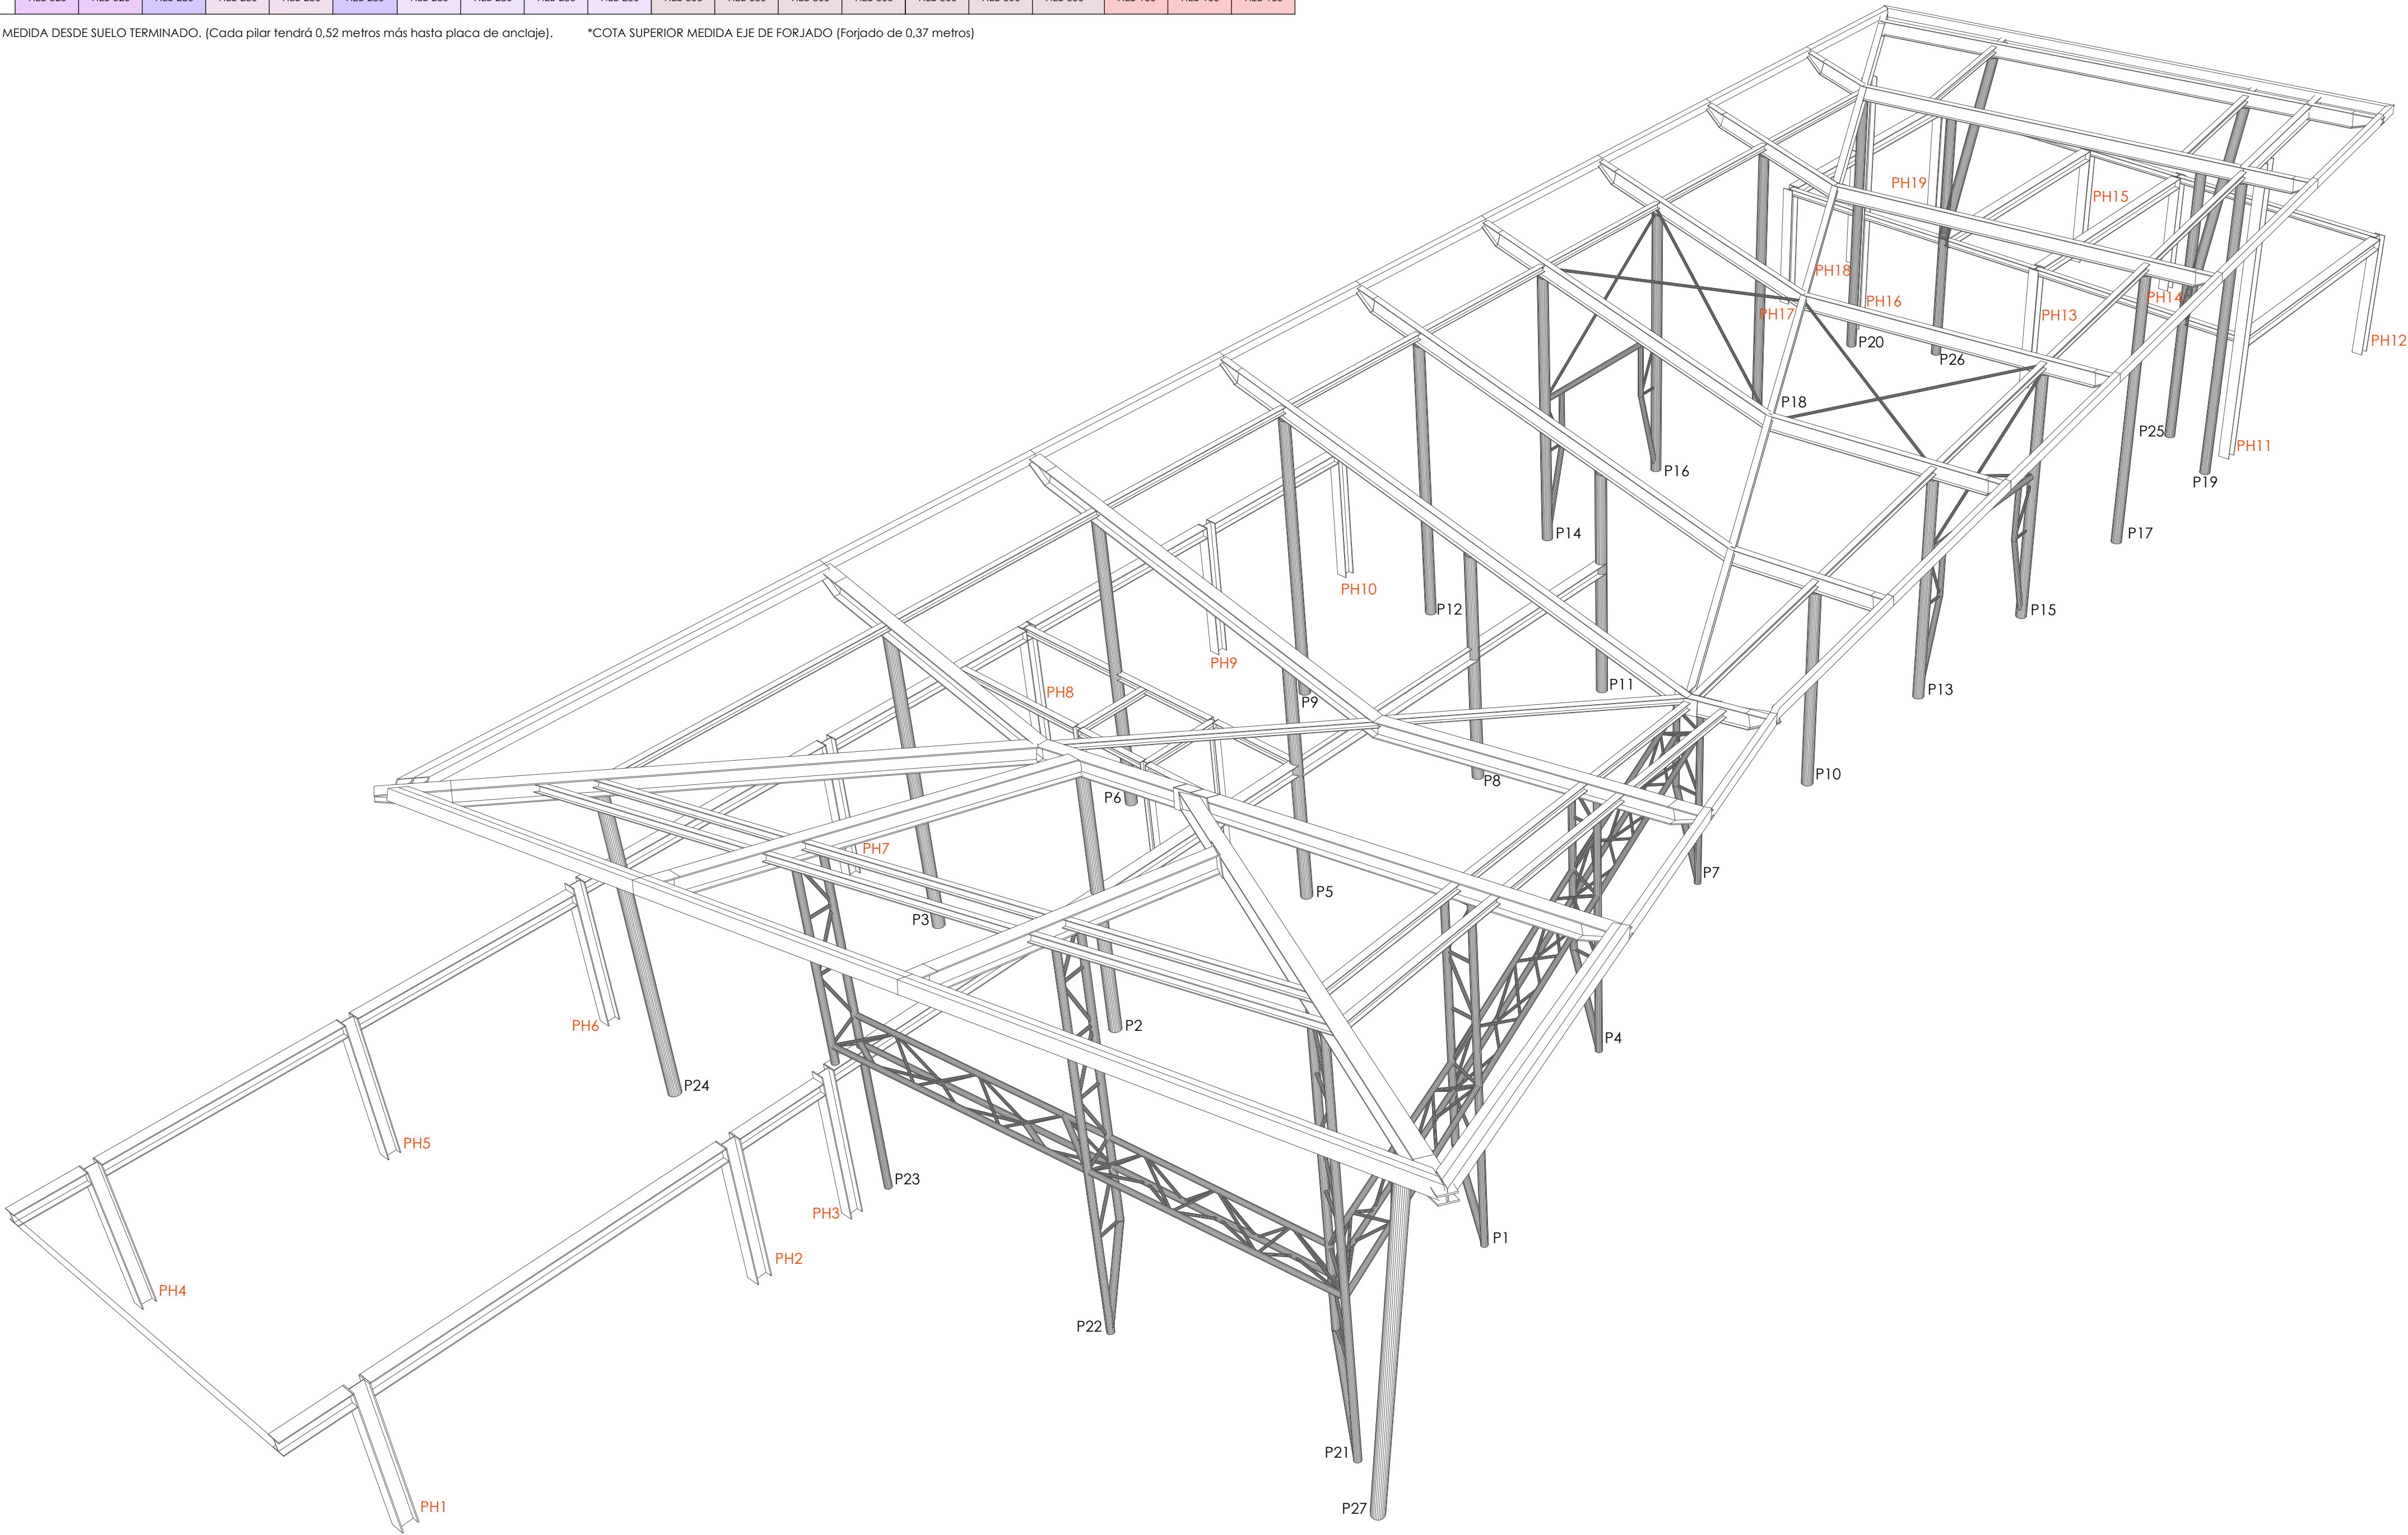 MEDIDA DESDE SUELO TERMINADO. (Cada pilar tendrá 0,52 metros más hasta placa de anclaje). *COTA SUPERIOR MEDIDA EJE DE FORJADO (Forjado de 0,37 metros)
PH19
PH15
PH18
PH16
PH14
PH17
PH13
P20
PH12
P26
P18
P25
PH11
P16
P19
P14
P17
PH10
P12
P15
PH9
P11
P13
PH8
P9
P10
P8
P6
PH7
P7
P5
P3
PH6
P2
P4
P24
PH5
P23
PH3
P1
PH2
PH4
P22
P21
PH1
P27